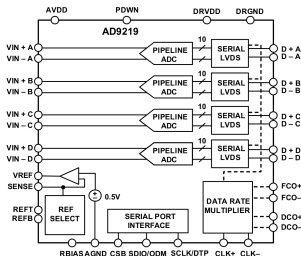 AVDD PDWN DRVDD DRGND
AD9219
VIN + A
VIN – A
PIPELINE
ADC
10
SERIAL
LVDS
D + A
D – A
VIN + B
VIN – B
PIPELINE
ADC
10
SERIAL
LVDS
D + B
D – B
VIN + C
VIN – C
PIPELINE
ADC
10
SERIAL
LVDS
D + C
D – C
VIN + D
VIN – D
PIPELINE
ADC
10
SERIAL
LVDS
D + D
D – D
VREF
SENSE
0.5V
REFT
REFB
REF
SELECT
SERIAL PORT
INTERFACE
DATA RATE
MULTIPLIER
FCO+
FCO–
DCO+
DCO–
RBIAS AGND CSB SDIO/ODM SCLK/DTP CLK+ CLK–